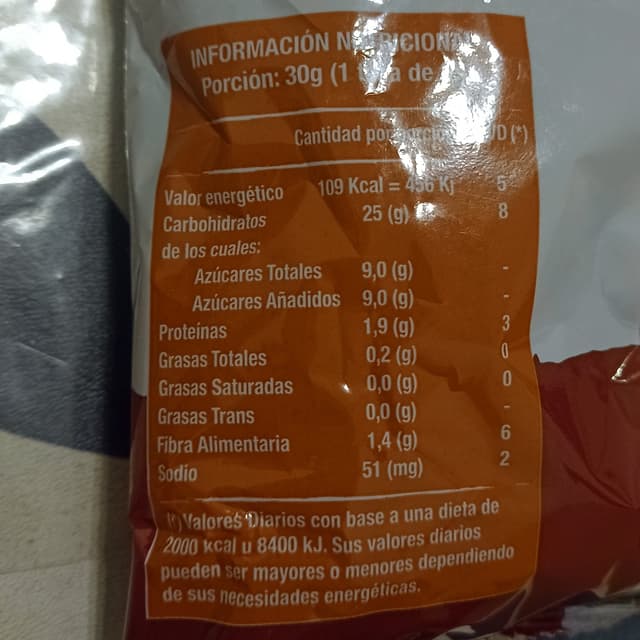 INFORMACIÓN
Porción: 30g (1 de
Cantidad por (*)
Valor energético 109 Kcal = 456 Kj 5
Carbohidratos 25 (g) 8
de los cuales:
Azúcares Totales 9,0 (g) -
Azúcares Añadidos 9,0 (g) -
Proteínas 1,9 (g) 3
Grasas Totales 0,2 (g) 0
Grasas Saturadas 0,0 (g) 0
Grasas Trans 0,0 (g) -
Fibra Alimentaria 1,4 (g) 6
Sodio 51 (mg) 2
(*) Valores Diarios con base a una dieta de
2000 kcal u 8400 kJ. Sus valores diarios
pueden ser mayores o menores dependiendo
de sus necesidades energéticas.